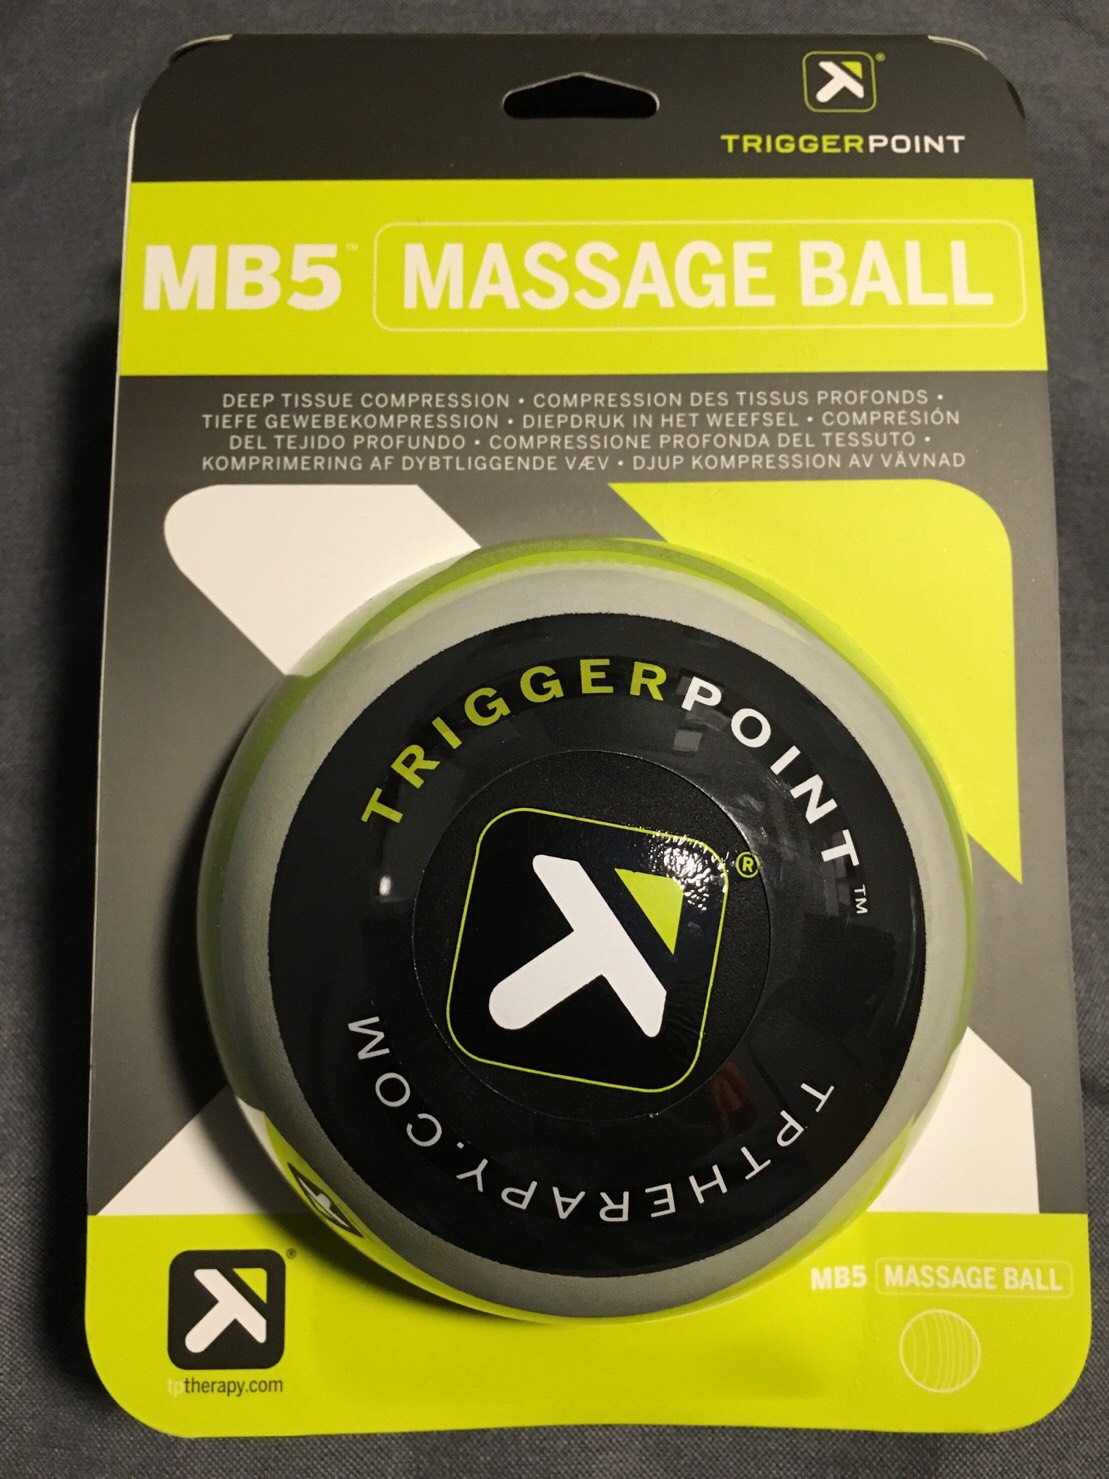 ®
TRIGGERPOINT
MB5™ MASSAGE BALL
DEEP TISSUE COMPRESSION • COMPRESSION DES TISSUS PROFONDS •
TIEFE GEWEBEKOMPRESSION • DIEPDRUK IN HET WEEFSEL • COMPRESIÓN
DEL TEJIDO PROFUNDO • COMPRESSIONE PROFONDA DEL TESSUTO •
KOMPRIMERING AF DYBTLIGGENDE VÆV • DJUP KOMPRESSION AV VÄVNAD
TRIGGERPOINT™
®
TPTHERAPY.COM
®
tptherapy.com
MB5 MASSAGE BALL